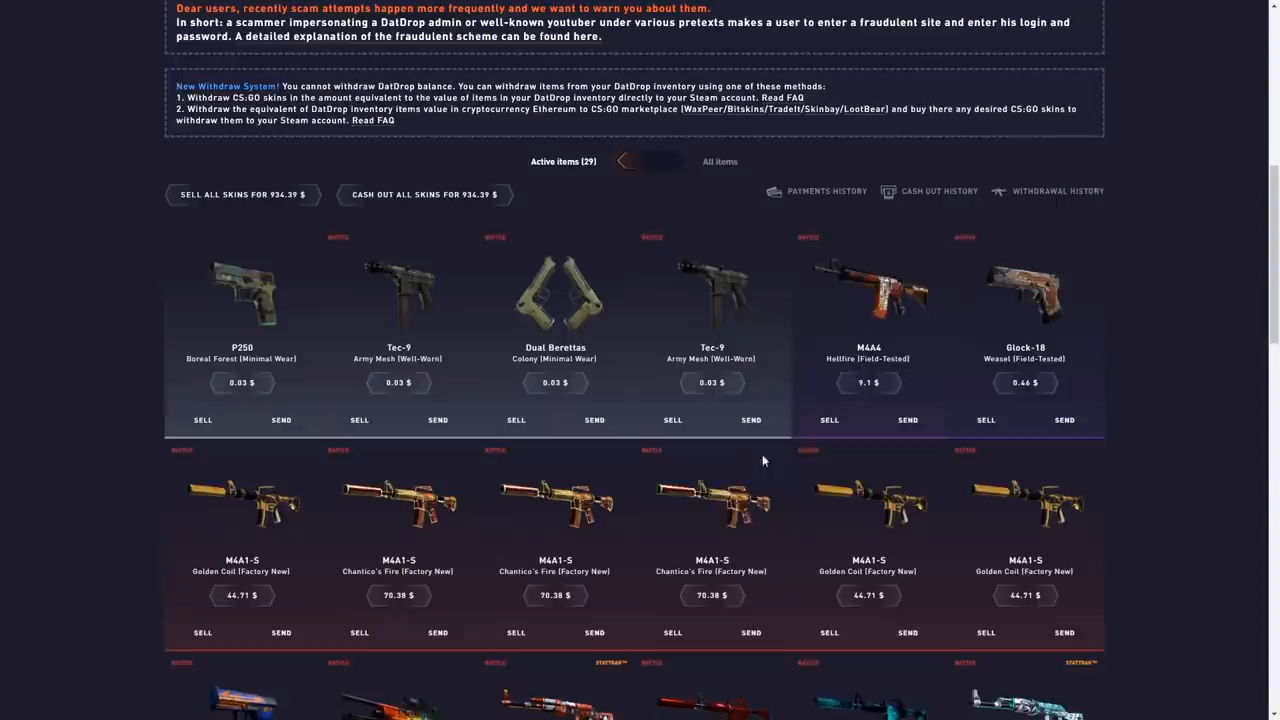 Dear users, recently scam attempts happen more frequently and we want to warn you about them.
In short: a scammer impersonating a DatDrop admin or well-known youtuber under various pretexts makes a user to enter a fraudulent site and enter his login and
password. A detailed explanation of the fraudulent scheme can be found here.
New Withdraw System! You cannot withdraw DatDrop balance. You can withdraw items from your DatDrop inventory using one of these methods:
1. Withdraw CS:GO skins in the amount equivalent to the value of items in your DatDrop inventory directly to your Steam account. Read FAQ
2. Withdraw the equivalent of DatDrop inventory items value in cryptocurrency Ethereum to CS:GO marketplace (WaxPeer/Bitskins/TradeIt/Skinbay/LootBear) and buy there any desired CS:GO skins to
withdraw them to your Steam account. Read FAQ
Active items (29) All items
SELL ALL SKINS FOR 934.39 $ CASH OUT ALL SKINS FOR 934.39 $ PAYMENTS HISTORY CASH OUT HISTORY WITHDRAWAL HISTORY
BATTLE BATTLE BATTLE BATTLE BATTLE
P250 Tec-9 Dual Berettas Tec-9 M4A4 Glock-18
Boreal Forest (Minimal Wear) Army Mesh (Well-Worn) Colony (Minimal Wear) Army Mesh (Well-Worn) Hellfire (Field-Tested) Weasel (Field-Tested)
0.03 $ 0.03 $ 0.03 $ 0.03 $ 9.1 $ 0.46 $
SELL SEND SELL SEND SELL SEND SELL SEND SELL SEND SELL SEND
BATTLE BATTLE BATTLE BATTLE BATTLE
M4A1-S M4A1-S M4A1-S M4A1-S M4A1-S M4A1-S
Golden Coil (Factory New) Chantico's Fire (Factory New) Chantico's Fire (Factory New) Chantico's Fire (Factory New) Golden Coil (Factory New) Golden Coil (Factory New)
44.71 $ 70.38 $ 70.38 $ 70.38 $ 44.71 $ 44.71 $
SELL SEND SELL SEND SELL SEND SELL SEND SELL SEND SELL SEND
BATTLE BATTLE BATTLE STATTRAK™ BATTLE BATTLE BATTLE STATTRAK™